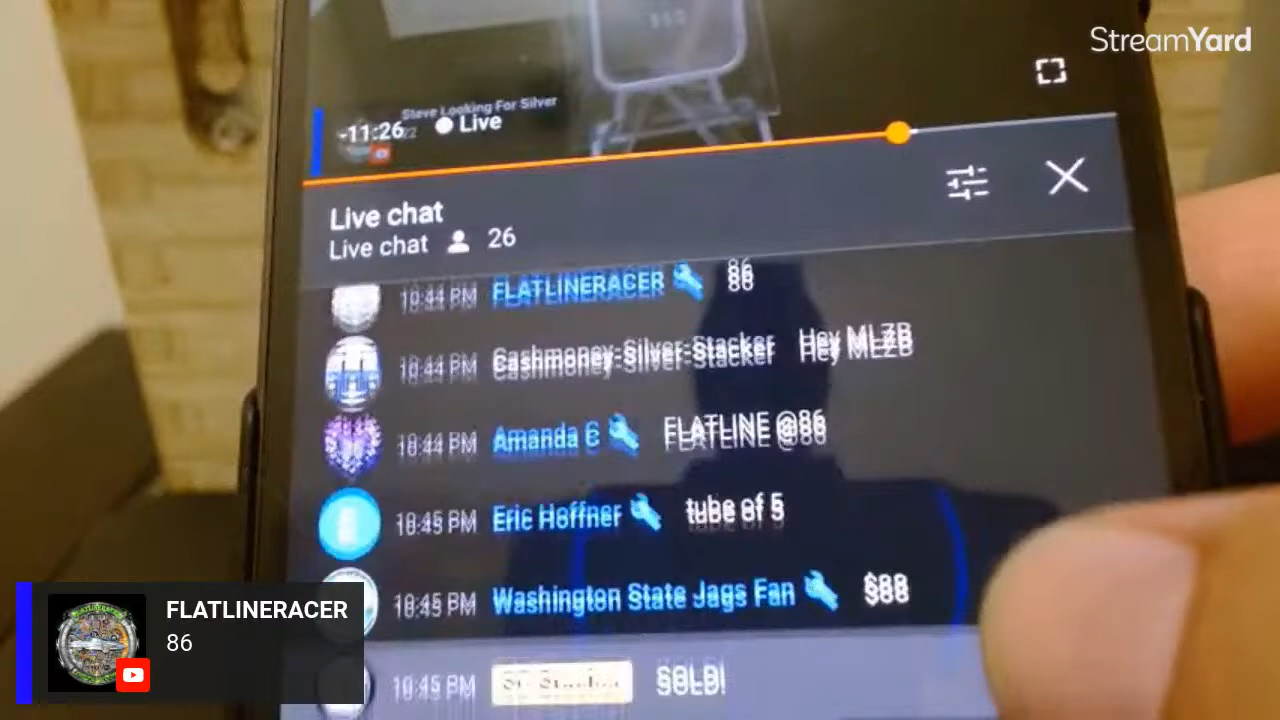 StreamYard
Steve Looking For Silver
-11:26 Live
Live chat
Live chat 26
10:44 PM FLATLINERACER 86
10:44 PM Cashmoney-Silver-Stacker Hey MLZB
10:44 PM Amanda C FLATLINE @86
10:45 PM Eric Hoffner tube of 5
10:45 PM Washington State Jags Fan $88
10:45 PM SOLD!
FLATLINERACER
86